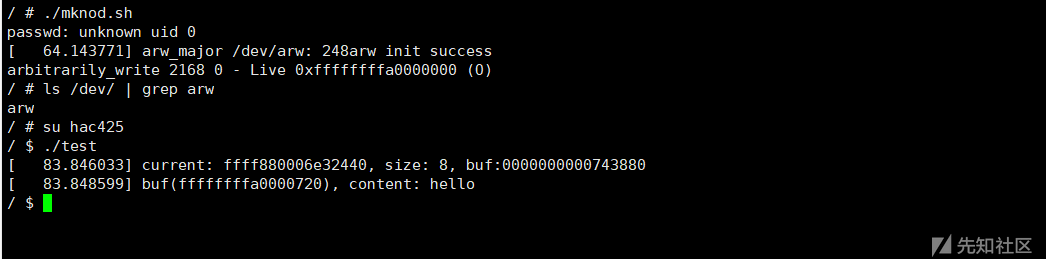 / # ./mknod.sh
passwd: unknown uid 0
[   64.143771] arw_major /dev/arw: 248arw init success
arbitrarily_write 2168 0 - Live 0xffffffffa0000000 (O)
/ # ls /dev/ | grep arw
arw
/ # su hac425
/ $ ./test
[   83.846033] current: ffff880006e32440, size: 8, buf:0000000000743880
[   83.848599] buf(ffffffffa0000720), content: hello
/ $
先知社区